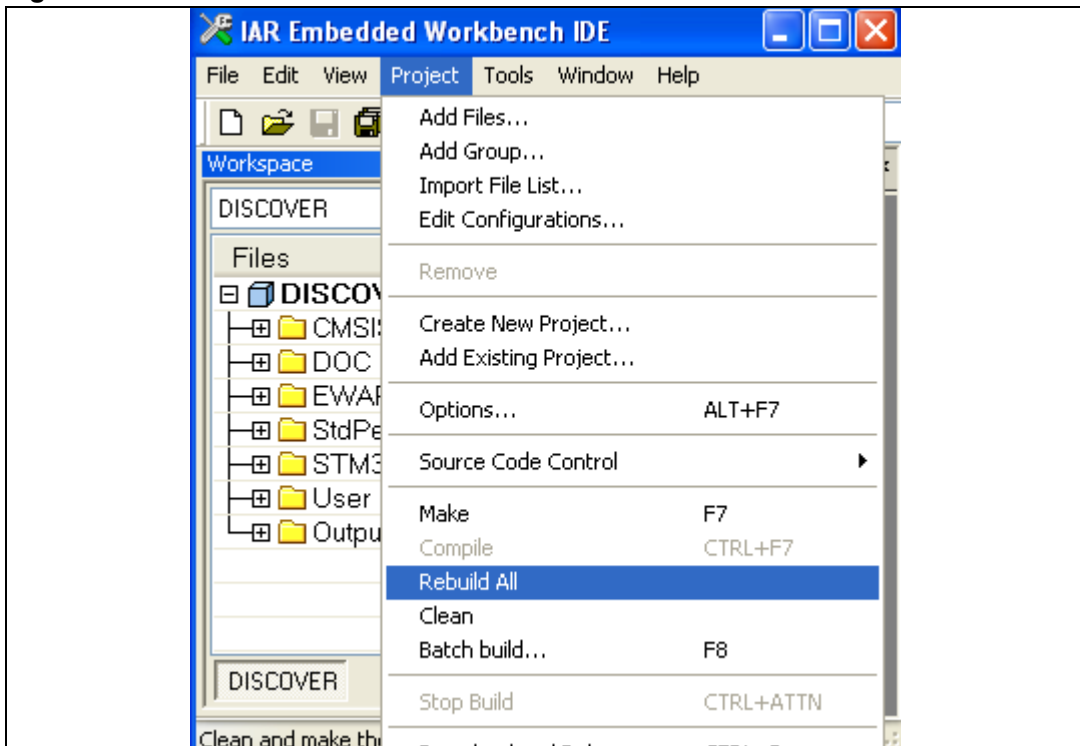 IAR Embedded Workbench IDE
File Edit View Project Tools Window Help
Add Files...
Add Group...
Import File List...
Edit Configurations...
Remove
Create New Project...
Add Existing Project...
Options... ALT+F7
Source Code Control
Make F7
Compile CTRL+F7
Rebuild All
Clean
Batch build... F8
Stop Build CTRL+ATTN
Workspace
DISCOVER
Files
DISCOV
CMSIS
DOC
EWAR
StdPe
STM3
User
Outpu
DISCOVER
Clean and make th